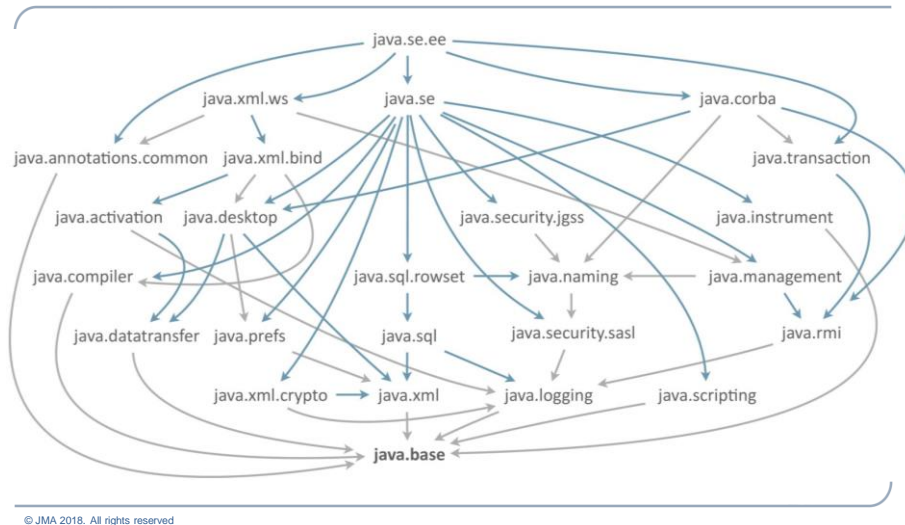 java.se.ee
java.xml.ws
java.se
java.corba
java.annotations.common
java.xml.bind
java.transaction
java.activation
java.desktop
java.security.jgss
java.instrument
java.compiler
java.sql.rowset
java.naming
java.management
java.datatransfer
java.prefs
java.sql
java.security.sasl
java.rmi
java.xml.crypto
java.xml
java.logging
java.scripting
java.base
© JMA 2018. All rights reserved